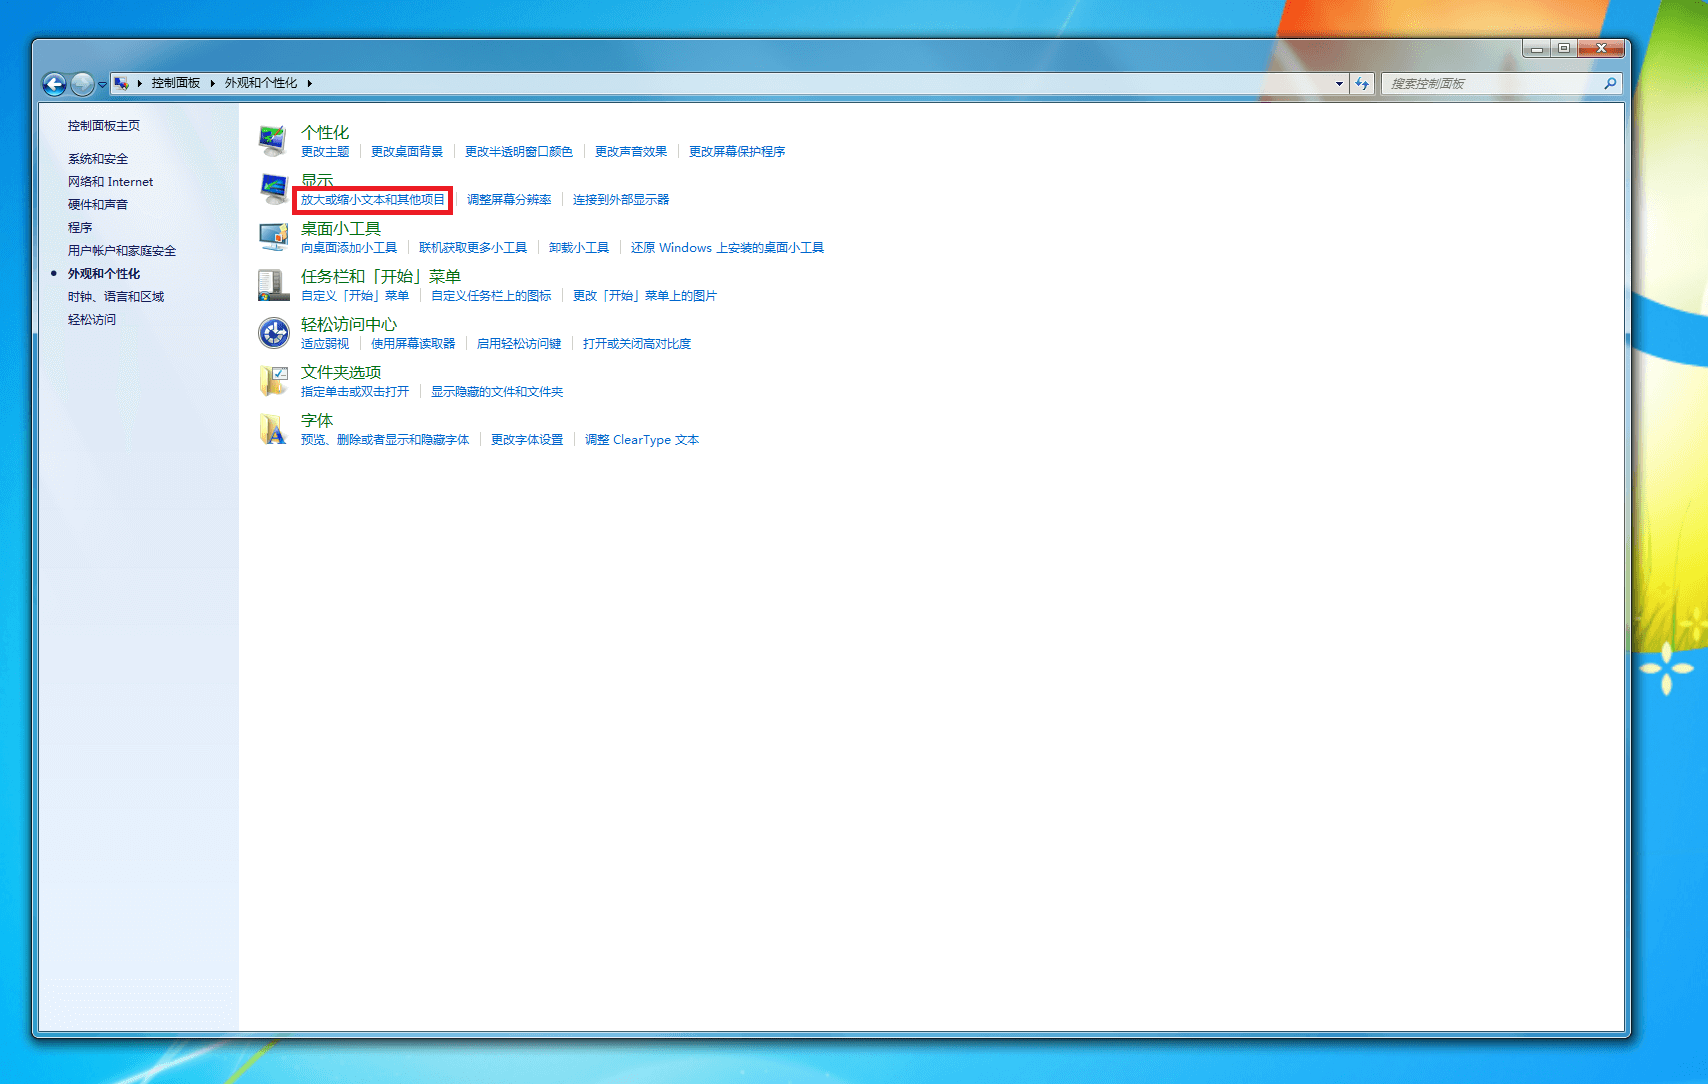 控制面板 外观和个性化
搜索控制面板
控制面板主页
系统和安全
网络和 Internet
硬件和声音
程序
用户帐户和家庭安全
外观和个性化
时钟、语言和区域
轻松访问
个性化
更改主题 更改桌面背景 更改半透明窗口颜色 更改声音效果 更改屏幕保护程序
显示
放大或缩小文本和其他项目 调整屏幕分辨率 连接到外部显示器
桌面小工具
向桌面添加小工具 联机获取更多小工具 卸载小工具 还原 Windows 上安装的桌面小工具
任务栏和「开始」菜单
自定义「开始」菜单 自定义任务栏上的图标 更改「开始」菜单上的图片
轻松访问中心
适应弱视 使用屏幕读取器 启用轻松访问键 打开或关闭高对比度
文件夹选项
指定单击或双击打开 显示隐藏的文件和文件夹
字体
预览、删除或者显示和隐藏字体 更改字体设置 调整 ClearType 文本